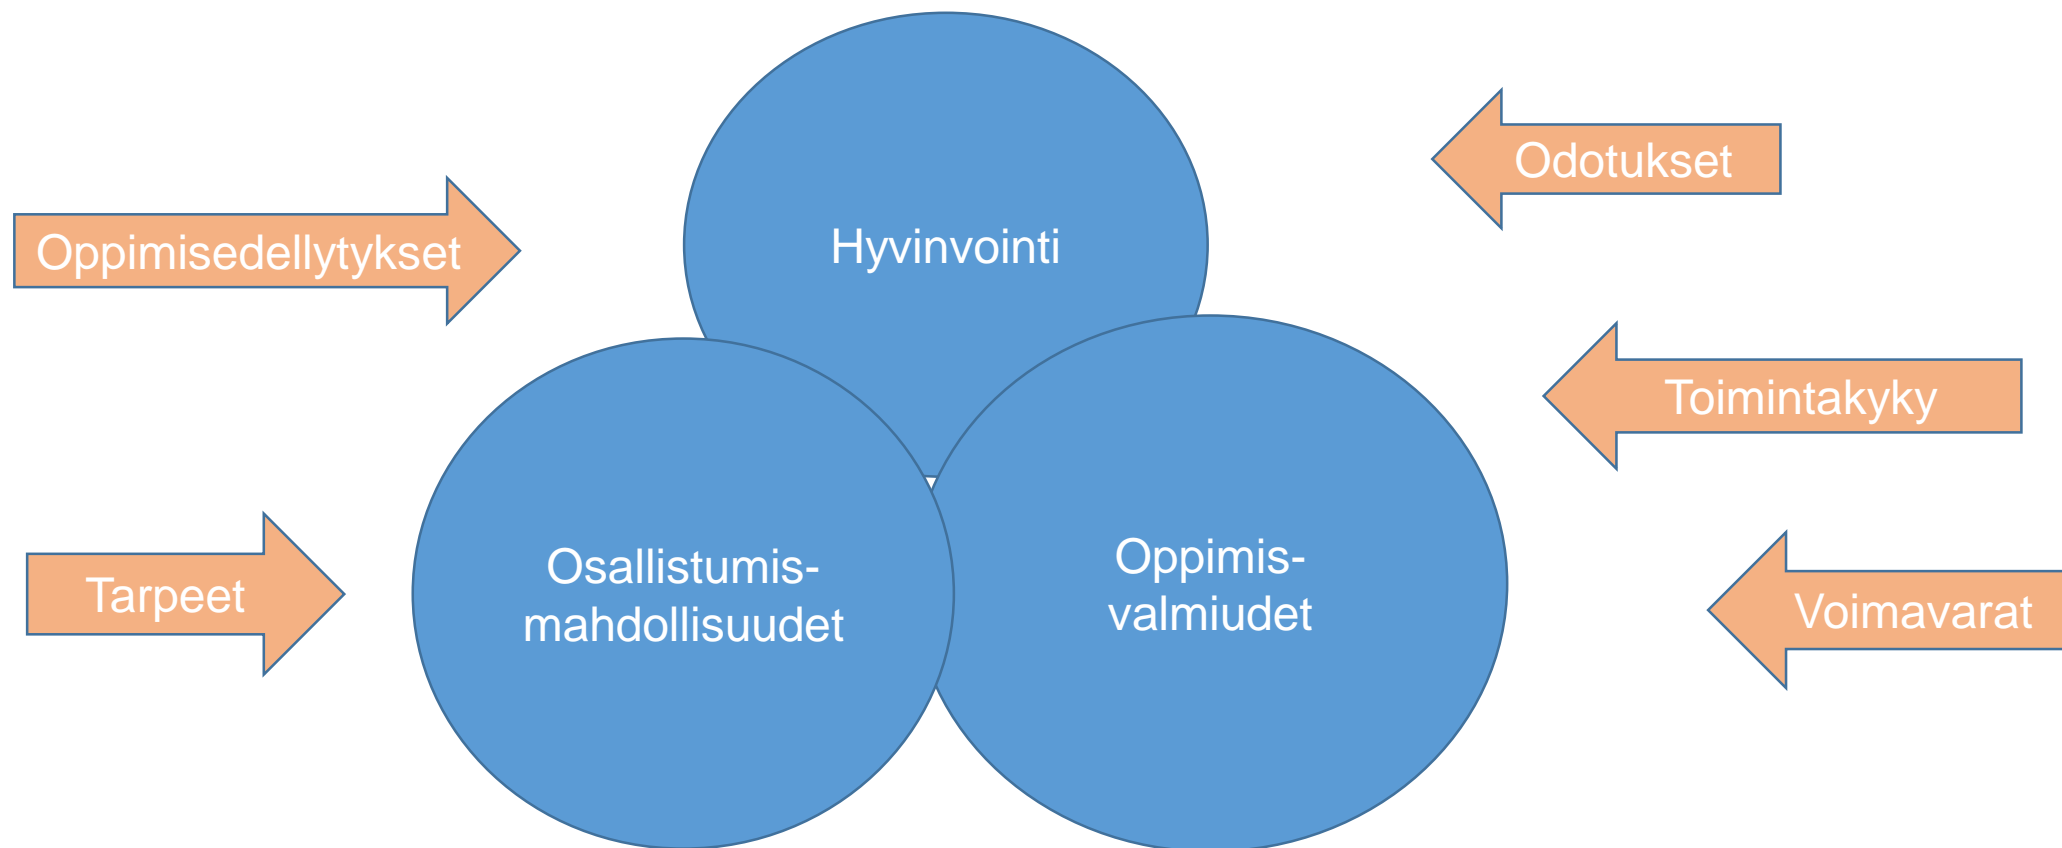 Odotukset
Hyvinvointi
Oppimisedellytykset
Toimintakyky
Oppimis-
valmiudet
Osallistumis-
mahdollisuudet
Tarpeet
Voimavarat